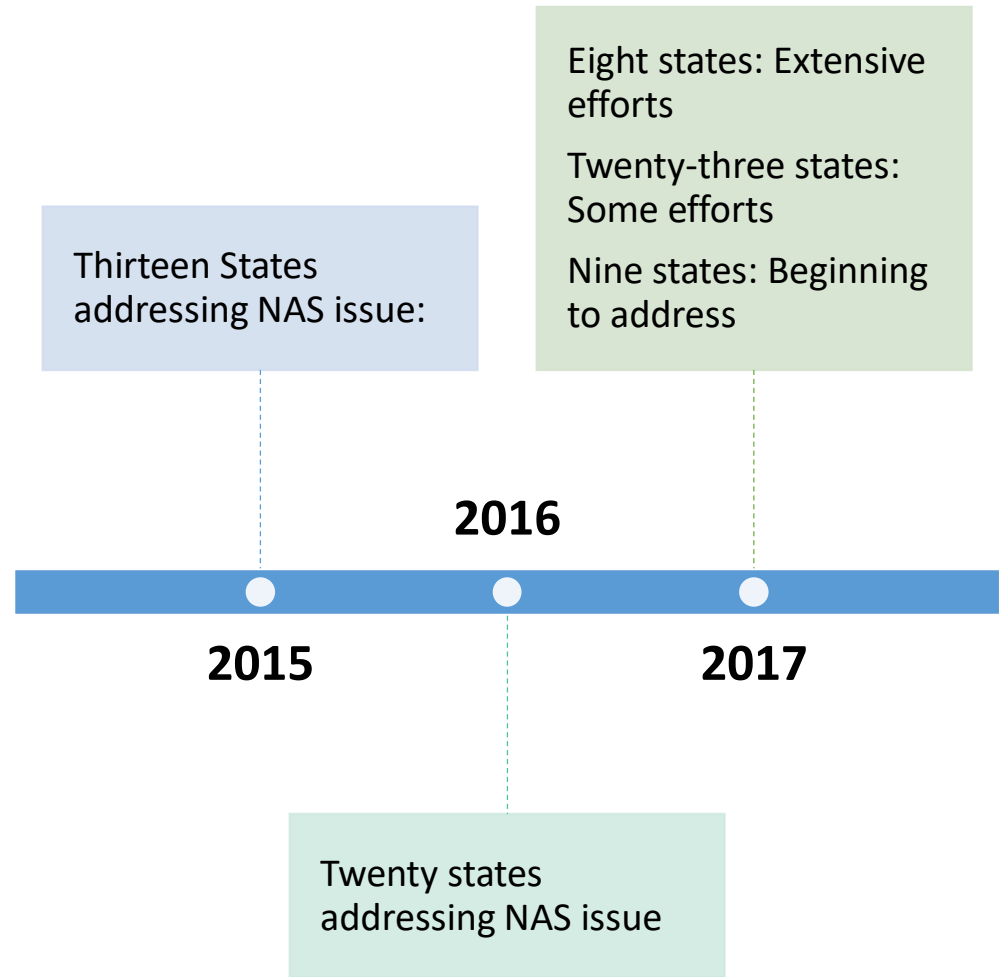 Eight states: Extensive
efforts
Twenty-three states:
Some efforts
Nine states: Beginning
to address
Thirteen States
addressing NAS issue:
2016
2015
2017
Twenty states
addressing NAS issue